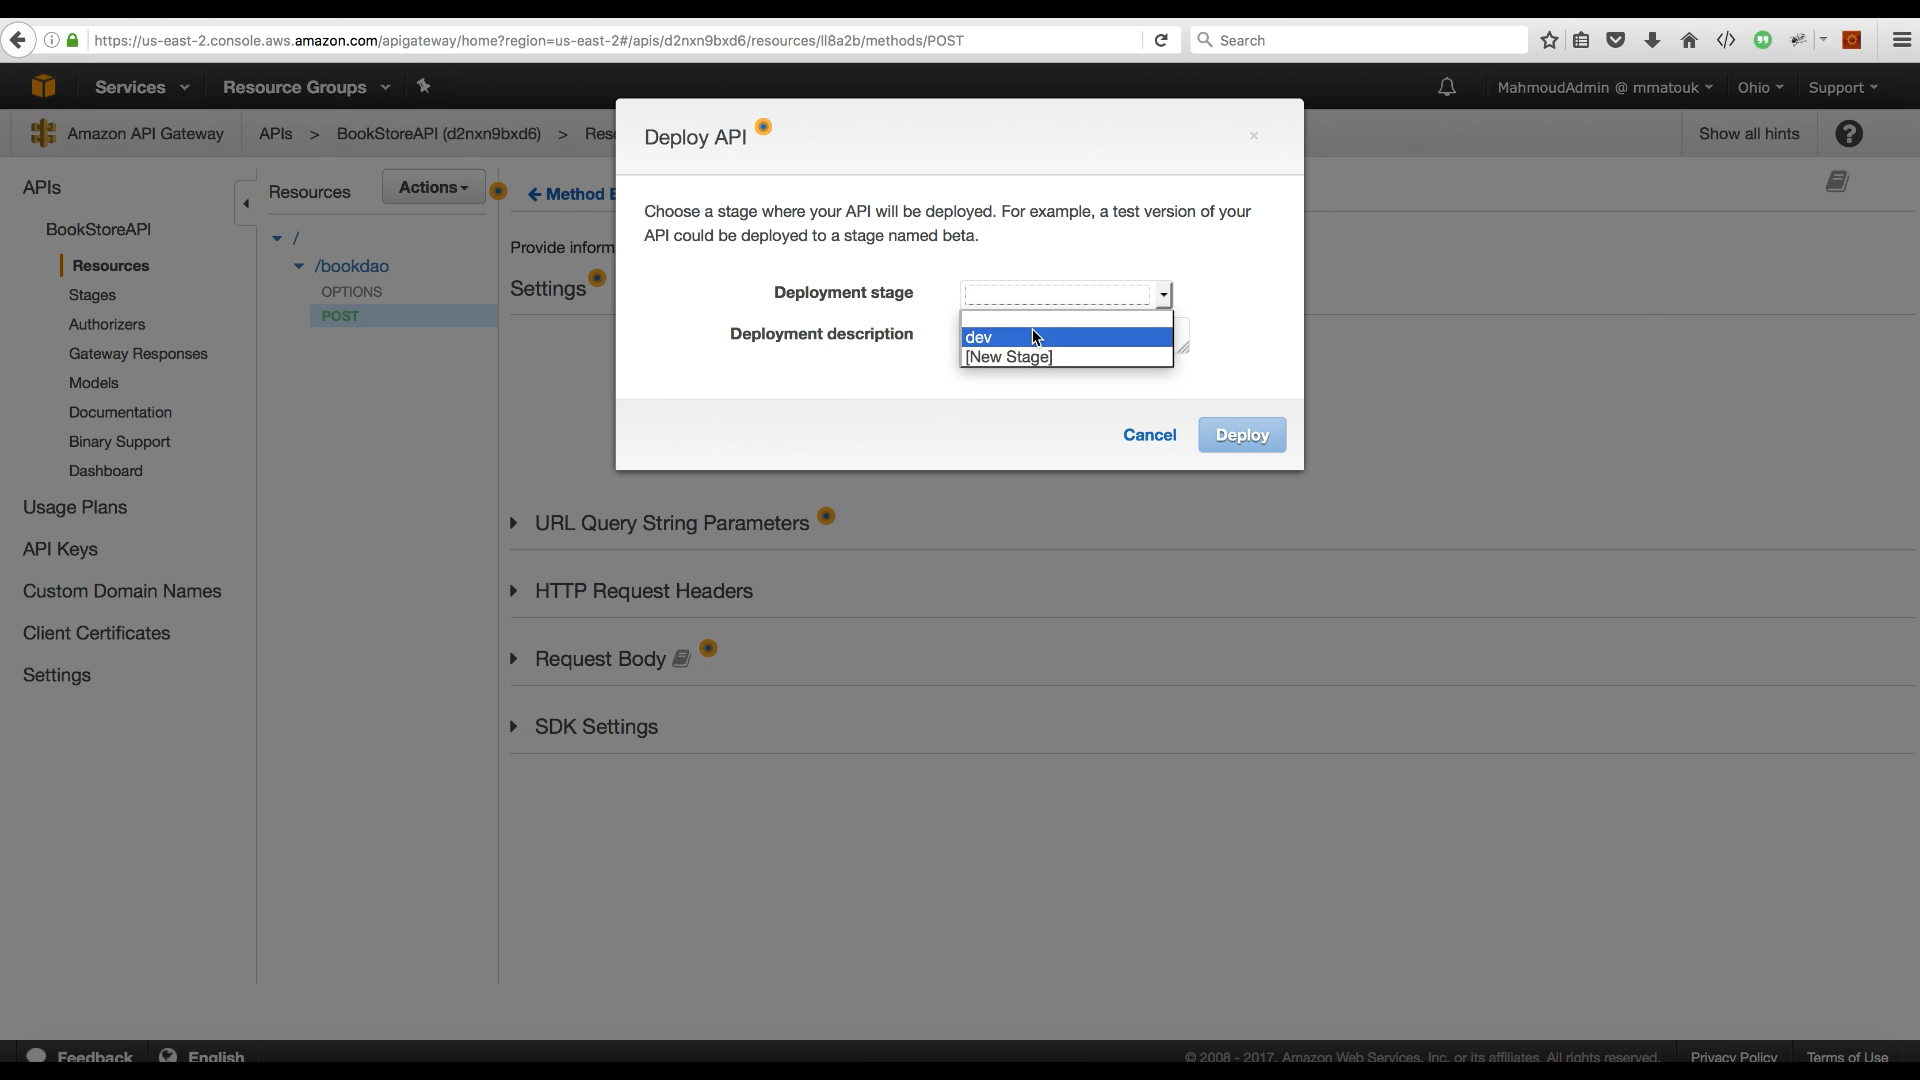 https://us-east-2.console.aws.amazon.com/apigateway/home?region=us-east-2#/apis/d2nxn9bxd6/resources/ll8a2b/methods/POST
Search
Services
Resource Groups
MahmoudAdmin @ mmatouk
Ohio
Support
Amazon API Gateway
APIs > BookStoreAPI (d2nxn9bxd6) > Reso
Show all hints
APIs
BookStoreAPI
Resources
Stages
Authorizers
Gateway Responses
Models
Documentation
Binary Support
Dashboard
Usage Plans
API Keys
Custom Domain Names
Client Certificates
Settings
Resources
Actions
/
/bookdao
OPTIONS
POST
Method E
Provide inform
Settings
Deploy API
Choose a stage where your API will be deployed. For example, a test version of your
API could be deployed to a stage named beta.
Deployment stage
dev
[New Stage]
Deployment description
Cancel
Deploy
URL Query String Parameters
HTTP Request Headers
Request Body
SDK Settings
Feedback
English
© 2008 - 2017, Amazon Web Services, Inc. or its affiliates. All rights reserved.
Privacy Policy
Terms of Use